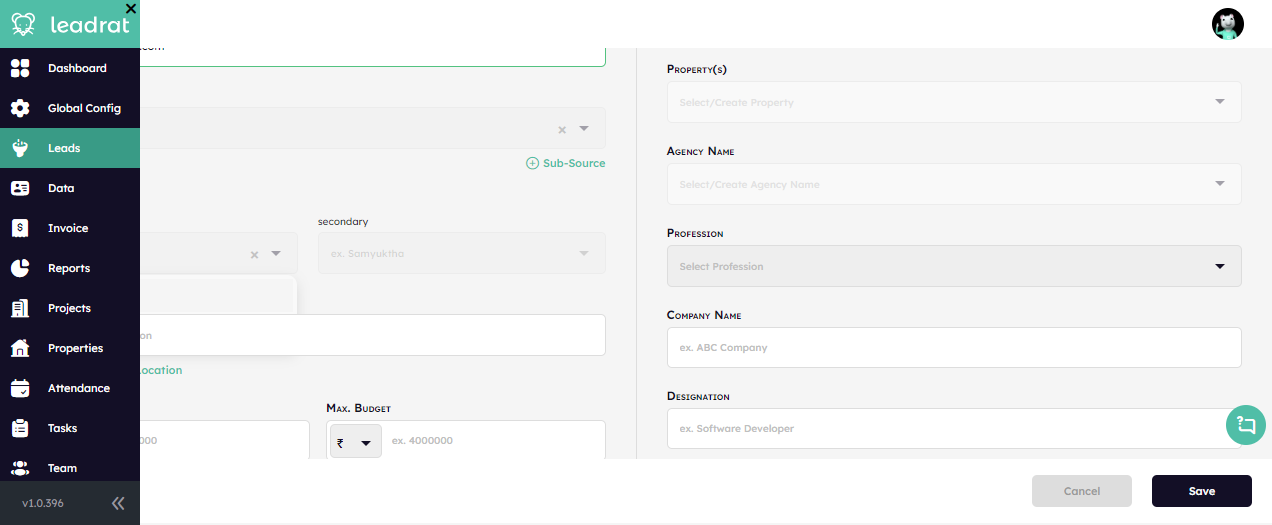 leadrat
Dashboard
Global Config
Leads
Data
Invoice
Reports
Projects
Properties
Attendance
Tasks
Team
v1.0.396
.com
Sub-Source
secondary
ex. Samyuktha
on
Location
Max. Budget
000
₹
ex. 4000000
Property(s)
Select/Create Property
Agency Name
Select/Create Agency Name
Profession
Select Profession
Company Name
ex. ABC Company
Designation
ex. Software Developer
Cancel
Save